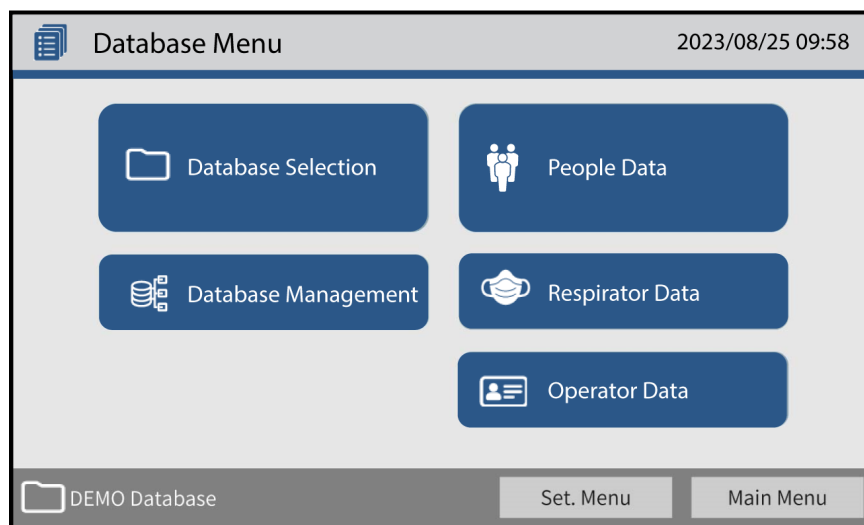 Database Menu
2023/08/25 09:58
Database Selection
People Data
Database Management
Respirator Data
Operator Data
DEMO Database
Set. Menu
Main Menu